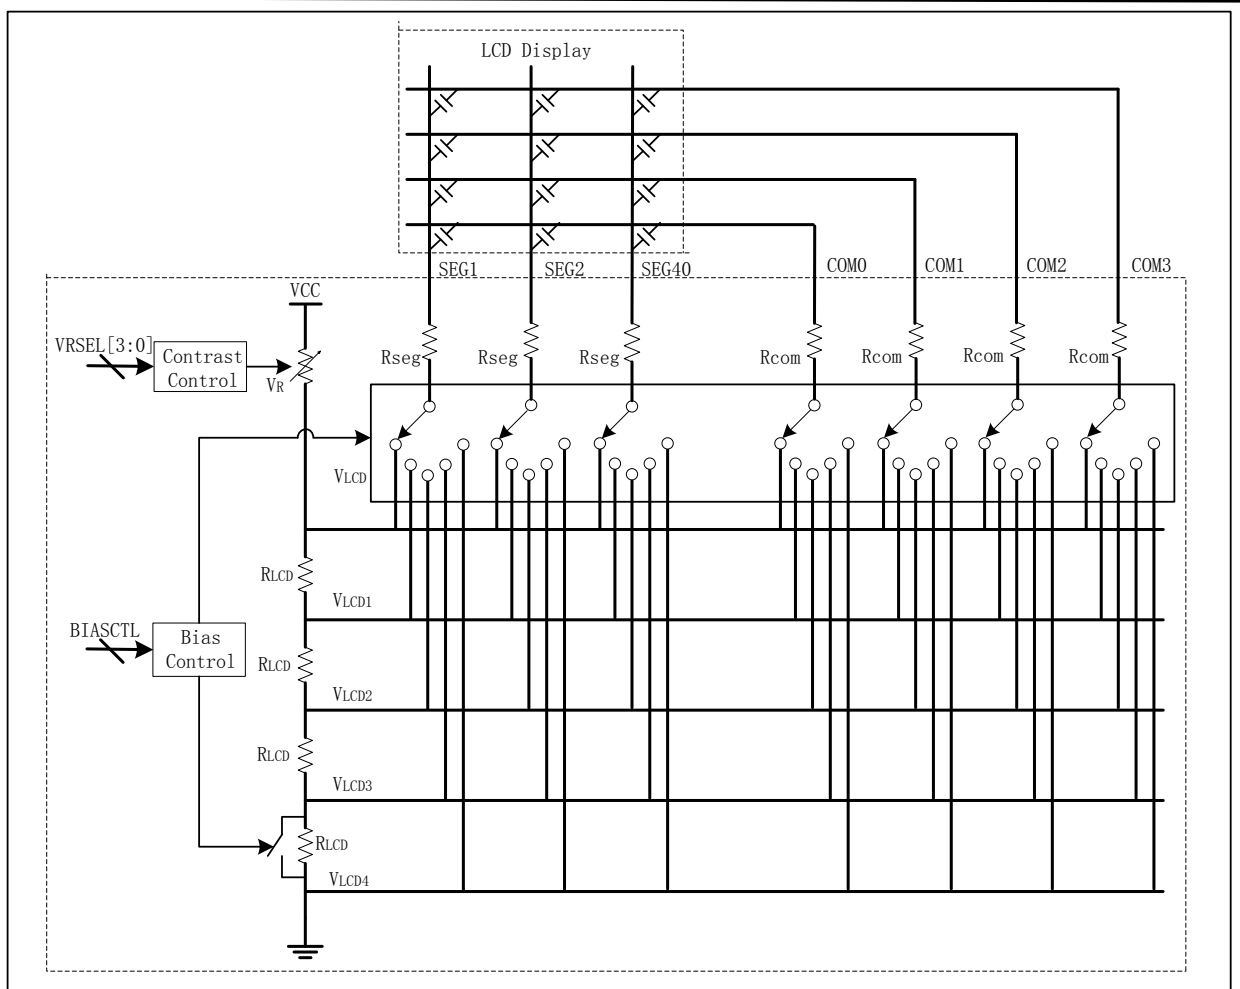 LCD Display
SEG1 SEG2 SEG40 COM0 COM1 COM2 COM3
VCC
VRSEL[3:0]
Contrast
Control
VR
Rseg Rseg Rseg Rcom Rcom Rcom Rcom
VLCD
RLCD
VLCD1
BIASCTL
Bias
Control
RLCD
VLCD2
RLCD
VLCD3
RLCD
VLCD4